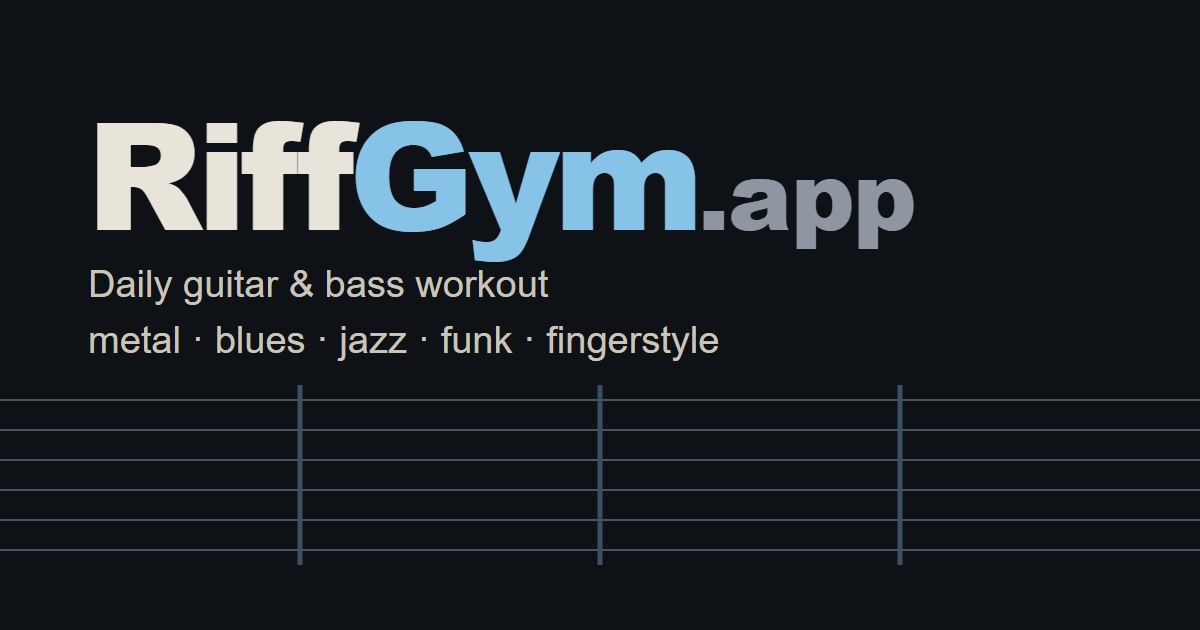 RiffGym.app
Daily guitar & bass workout
metal · blues · jazz · funk · fingerstyle